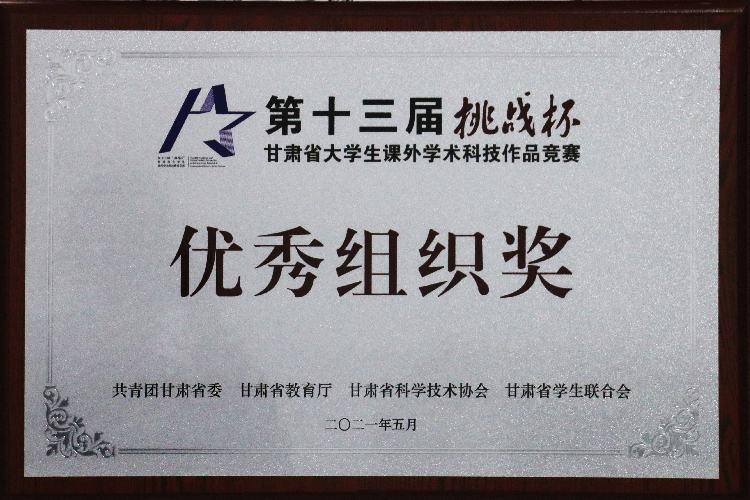 第十三届挑战杯
甘肃省大学生课外学术科技作品竞赛
优秀组织奖
共青团甘肃省委 甘肃省教育厅 甘肃省科学技术协会 甘肃省学生联合会
二〇二一年五月